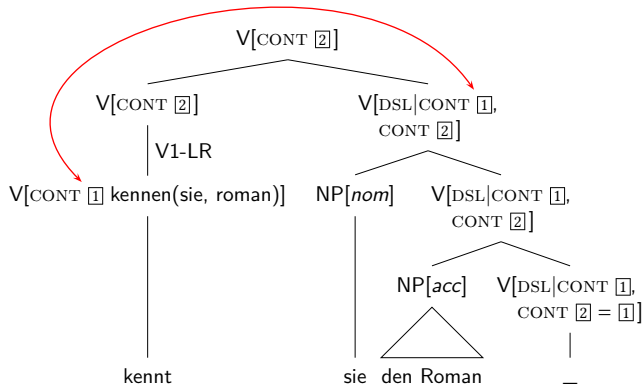 V[CONT 2]
V[CONT 2] V[DSL|CONT 1,
CONT 2]
V1-LR
V[CONT 1 kennen(sie, roman)] NP[nom] V[DSL|CONT 1,
CONT 2]
NP[acc] V[DSL|CONT 1,
CONT 2 = 1]
kennt sie den Roman